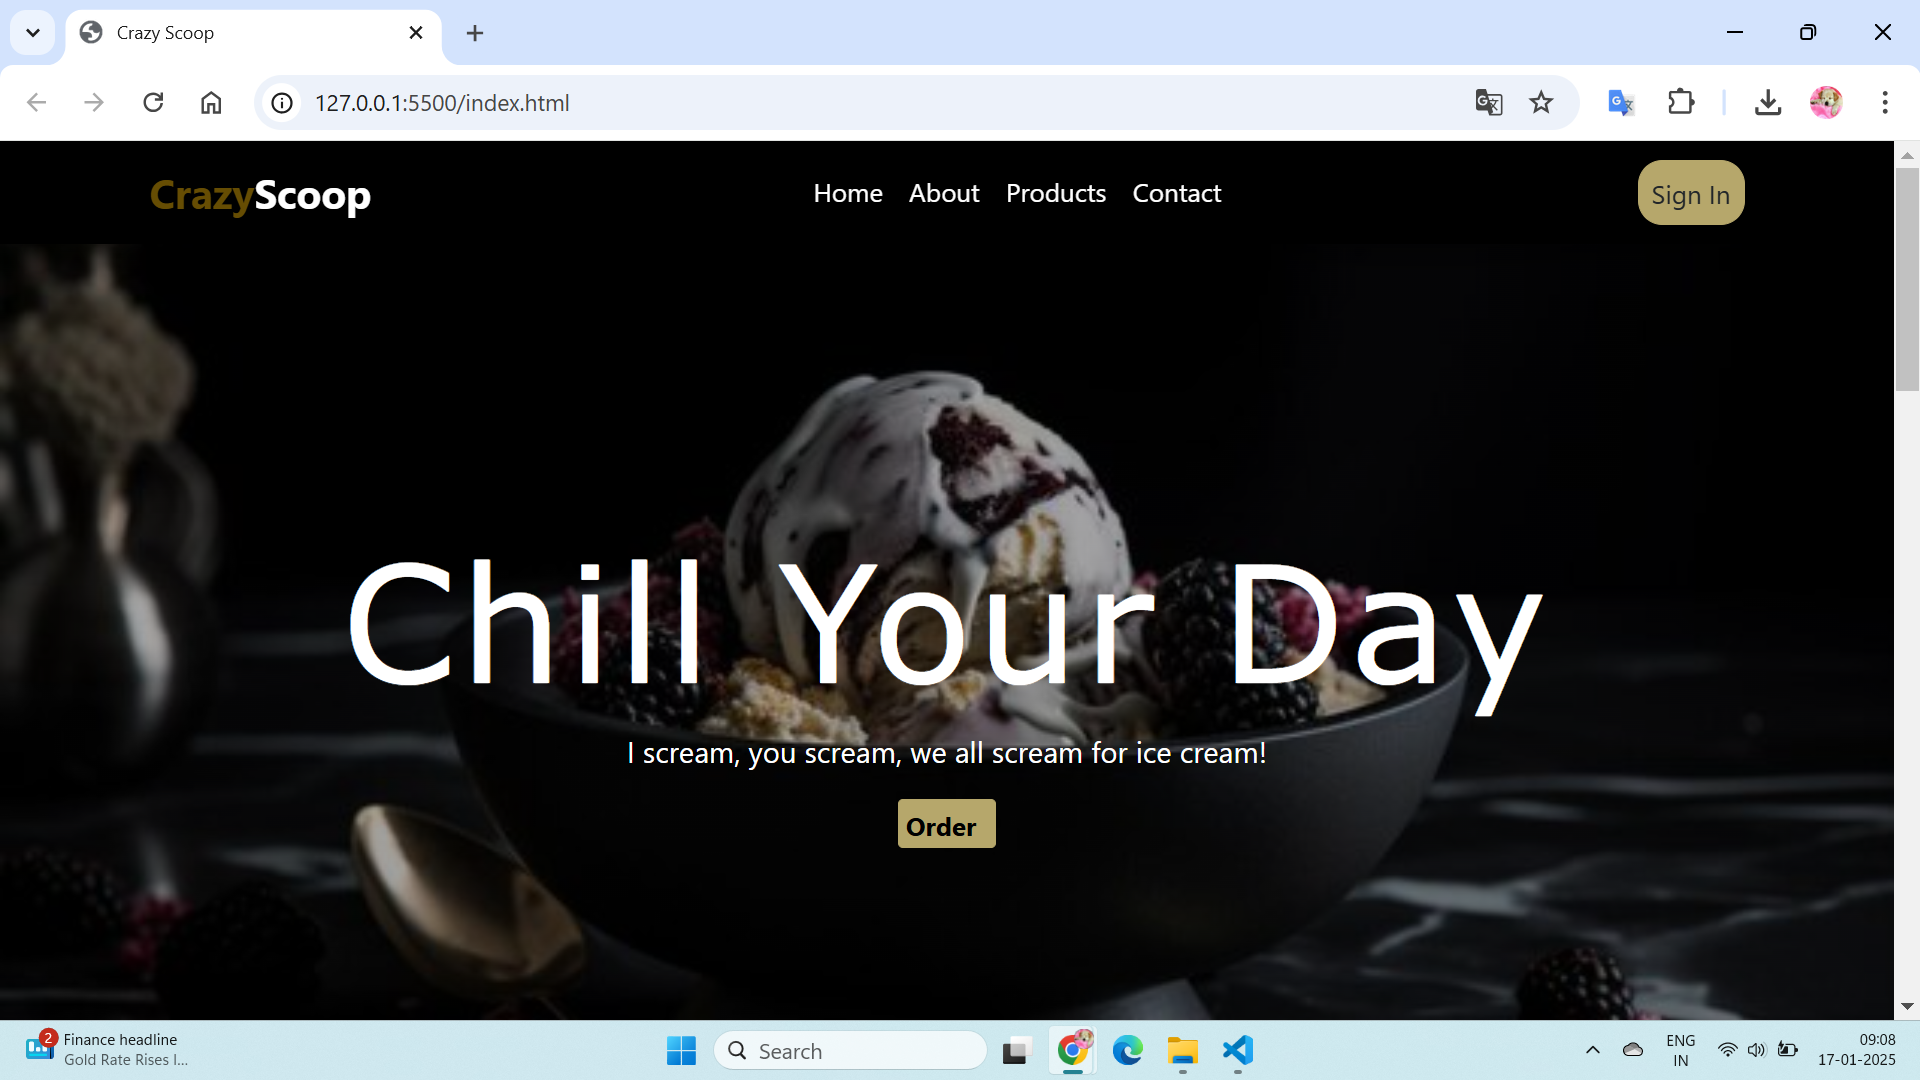 Crazy Scoop
127.0.0.1:5500/index.html
CrazyScoop
Home About Products Contact
Sign In
Chill Your Day
I scream, you scream, we all scream for ice cream!
Order
2
Finance headline
Gold Rate Rises I...
Search
ENG
IN
09:08
17-01-2025